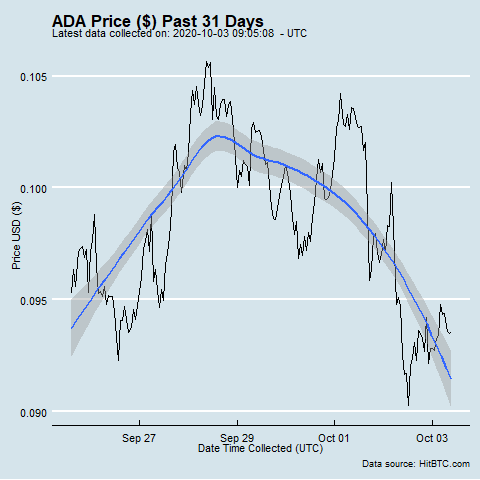 ADA Price ($) Past 31 Days
Latest data collected on: 2020-10-03 09:05:08 - UTC
Price USD ($)
0.105
0.100
0.095
0.090
Sep 27 Sep 29 Oct 01 Oct 03
Date Time Collected (UTC)
Data source: HitBTC.com